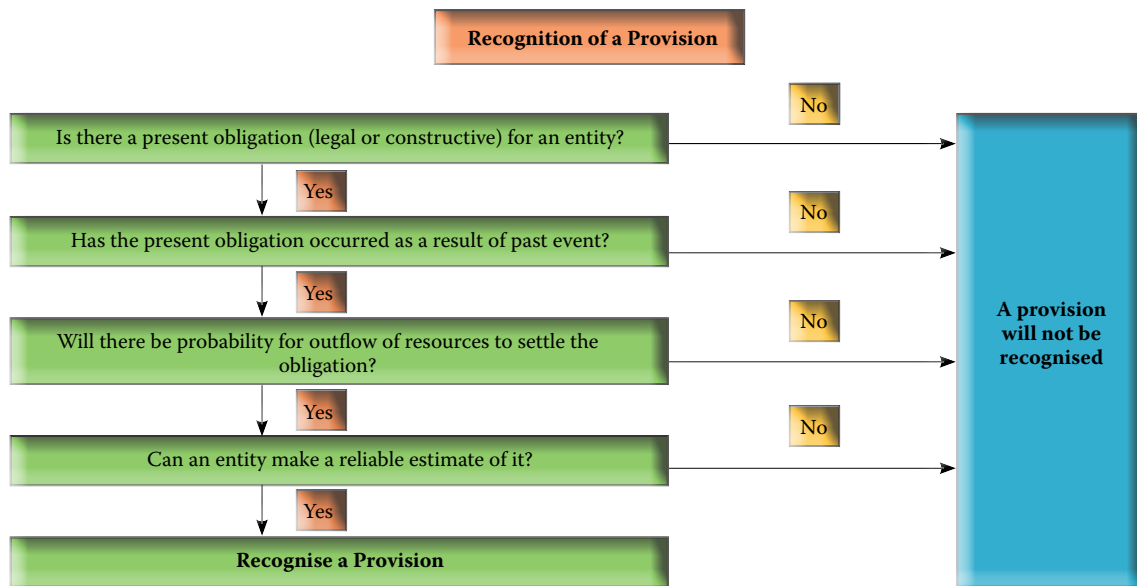 Recognition of a Provision
No
Is there a present obligation (legal or constructive) for an entity?
Yes
No
Has the present obligation occurred as a result of past event?
Yes
No
Will there be probability for outflow of resources to settle the
obligation?
A provision
will not be
recognised
Yes
No
Can an entity make a reliable estimate of it?
Yes
Recognise a Provision